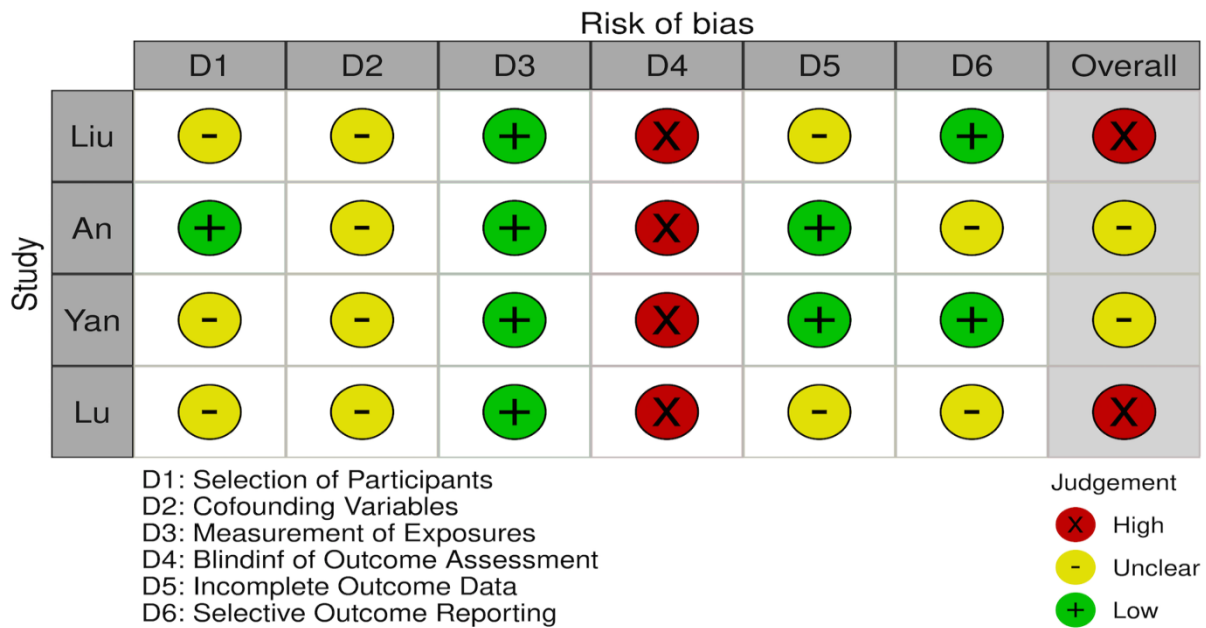 Risk of bias
D1 D2 D3 D4 D5 D6 Overall
Study
Liu - - + X - + X
An + - + X + - -
Yan - - + X + + -
Lu - - + X - - X
D1: Selection of Participants
D2: Cofounding Variables
D3: Measurement of Exposures
D4: Blindinf of Outcome Assessment
D5: Incomplete Outcome Data
D6: Selective Outcome Reporting
Judgement
X High
- Unclear
+ Low